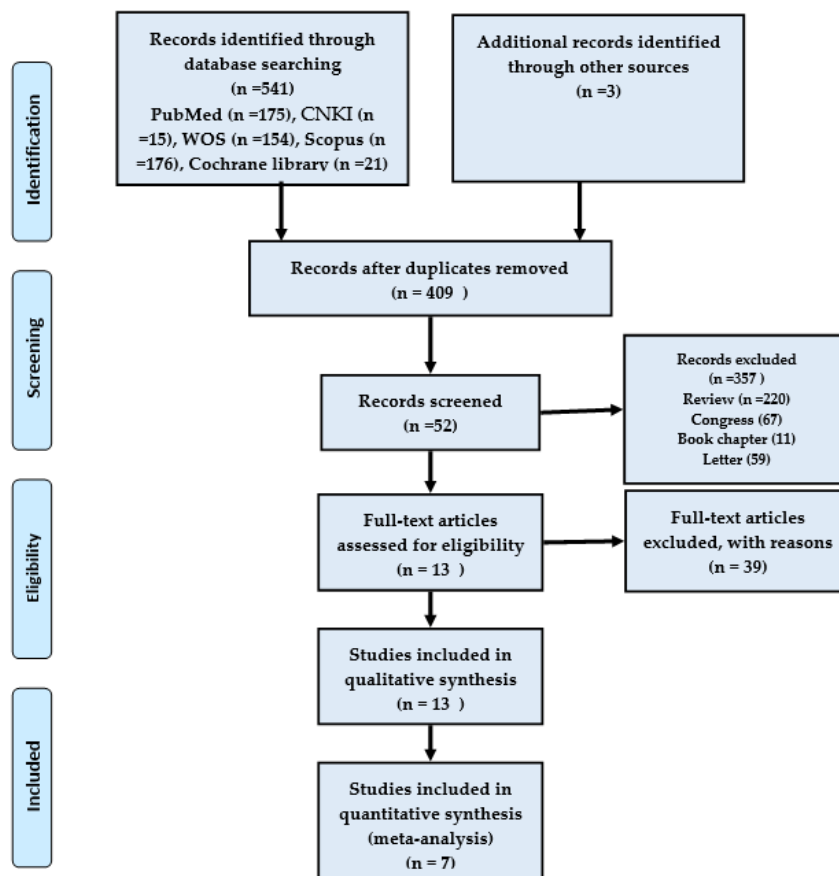 Identification
Records identified through
database searching
(n =541)
PubMed (n =175), CNKI (n
=15), WOS (n =154), Scopus (n
=176), Cochrane library (n =21)
Additional records identified
through other sources
(n =3)
Records after duplicates removed
(n = 409 )
Screening
Records screened
(n =52)
Records excluded
(n =357 )
Review (n =220)
Congress (67)
Book chapter (11)
Letter (59)
Eligibility
Full-text articles
assessed for eligibility
(n = 13 )
Full-text articles
excluded, with reasons
(n = 39)
Studies included in
qualitative synthesis
(n = 13 )
Included
Studies included in
quantitative synthesis
(meta-analysis)
(n = 7)